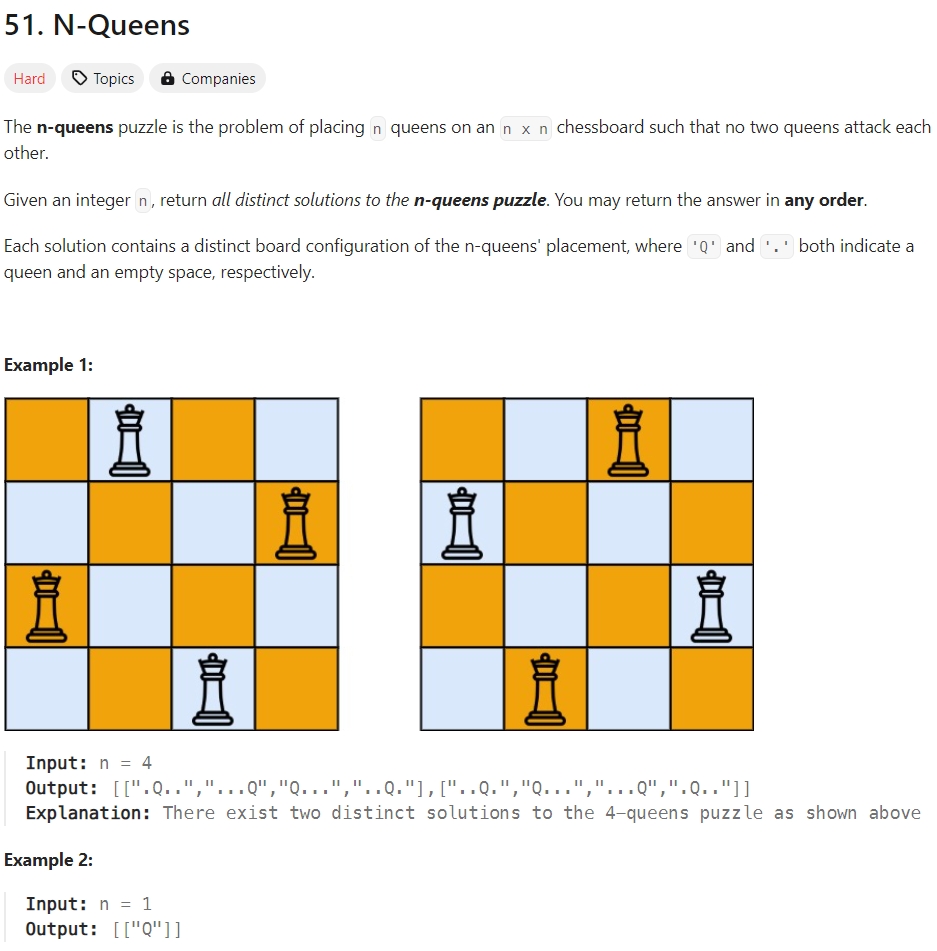 51. N-Queens
Hard Topics Companies
The n-queens puzzle is the problem of placing n queens on an n x n chessboard such that no two queens attack each
other.
Given an integer n, return all distinct solutions to the n-queens puzzle. You may return the answer in any order.
Each solution contains a distinct board configuration of the n-queens' placement, where 'Q' and '.' both indicate a
queen and an empty space, respectively.
Example 1:
Input: n = 4
Output: [[".Q..","...Q","Q...","..Q."],["..Q.","Q...","...Q",".Q.."]]
Explanation: There exist two distinct solutions to the 4-queens puzzle as shown above
Example 2:
Input: n = 1
Output: [["Q"]]